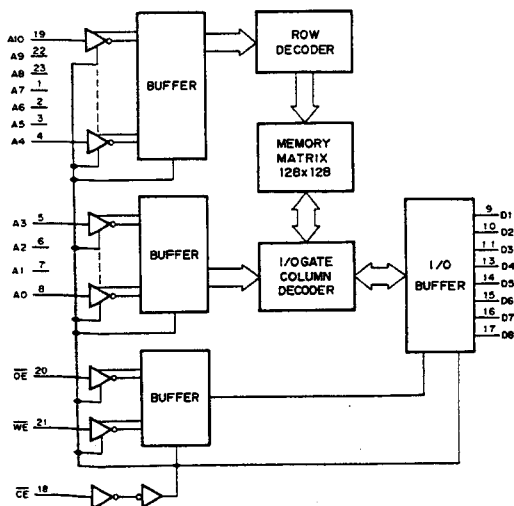 A10 19
A9 22
A8 23
A7 1
A6 2
A5 3
A4 4
BUFFER
ROW
DECODER
MEMORY
MATRIX
128x128
A3 5
A2 6
A1 7
A0 8
BUFFER
I/O GATE
COLUMN
DECODER
I/O
BUFFER
9 D1
10 D2
11 D3
13 D4
14 D5
15 D6
16 D7
17 D8
OE 20
WE 21
BUFFER
CE 18